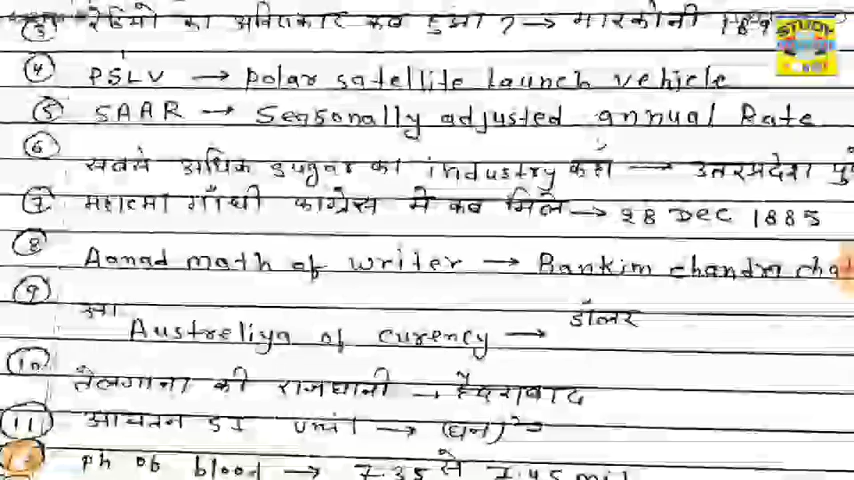 ③ रेडियो का अविष्कार कब हुआ ? → मारकोनी
STUDY
④ PSLV → polar satellite launch vehicle
⑤ SAAR → Seasonally adjusted annual Rate
⑥ सबसे अधिक sugar का industry कहाँ → उत्तरप्रदेश
⑦ महात्मा गाँधी कांग्रेस में कब मिले → 28 Dec 1885
⑧ Aanad math of writer → Bankim chandra chat
⑨ Austreliya of curency → डॉलर
⑩ तेलंगाना की राजधानी → हैदराबाद
⑪ आयतन SI unit → (घन)
ph of blood → 7.35 से 7.45